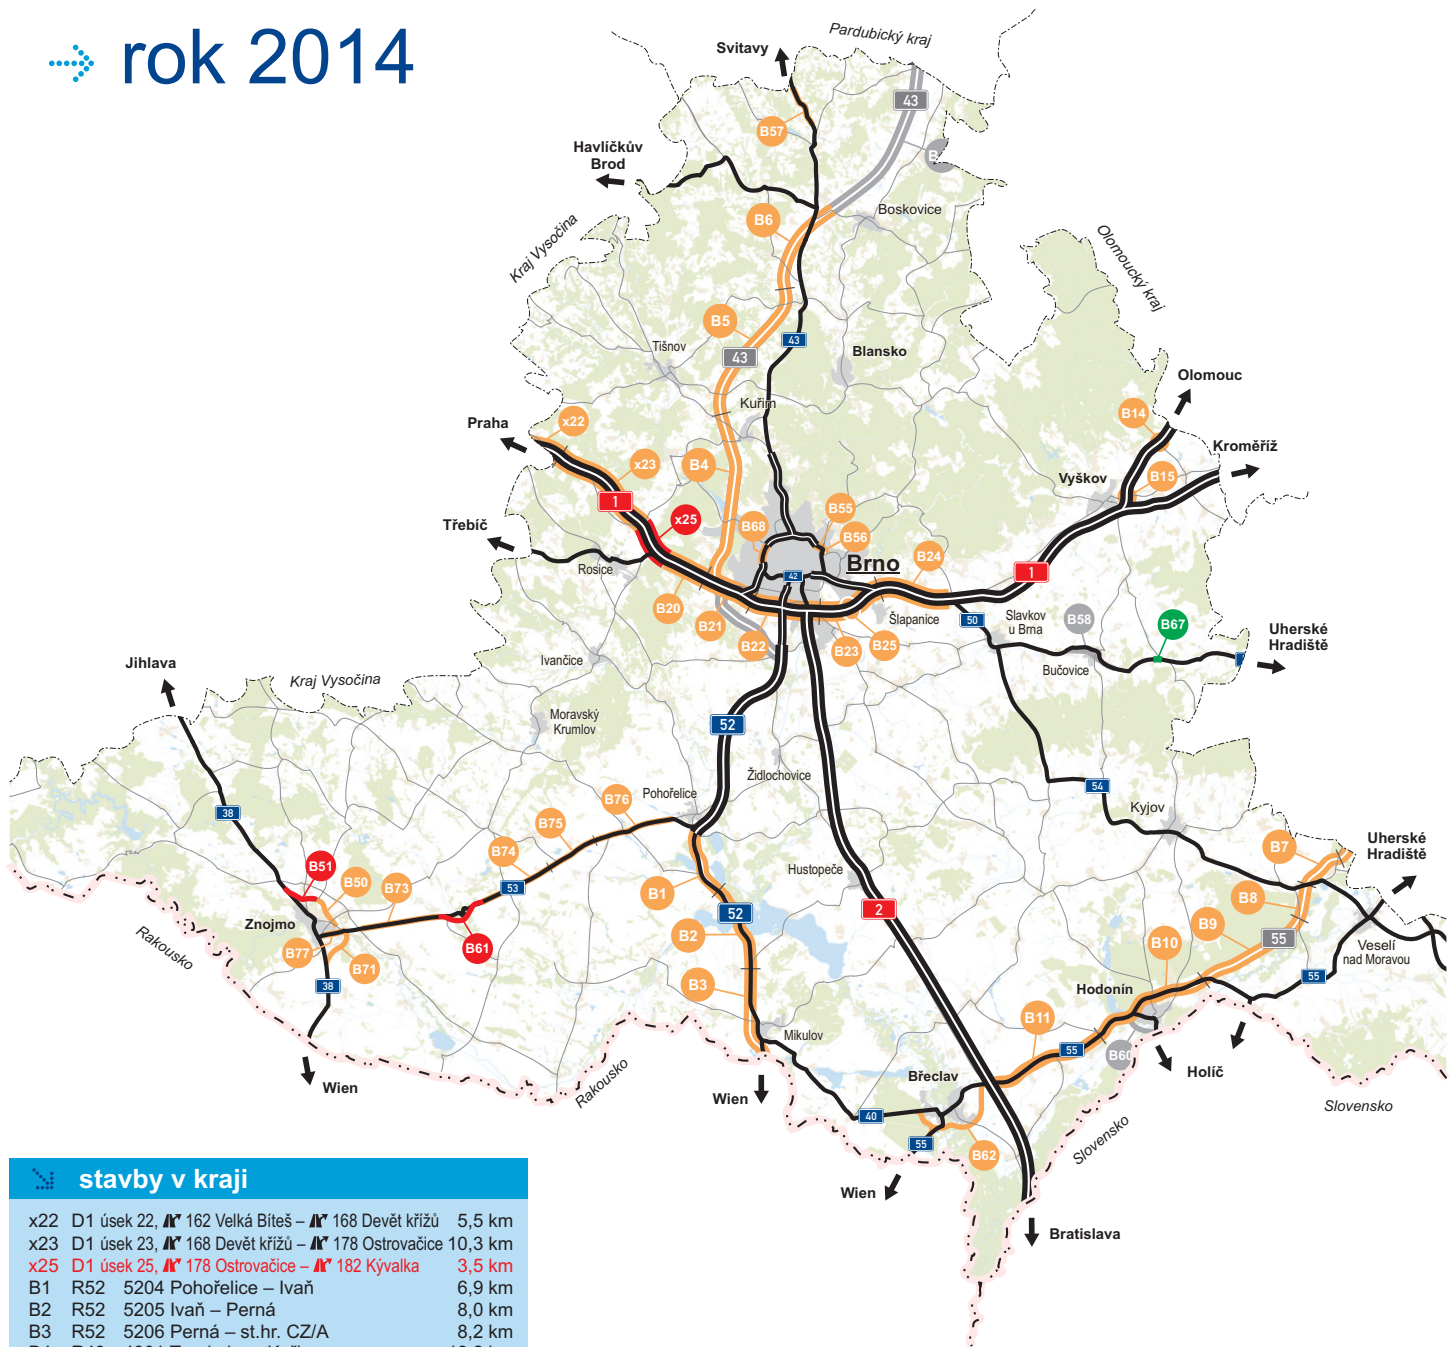 rok 2014
Pardubický kraj
Svitavy
43
B57
Havlíčkův
Brod
B6
Boskovice
Kraj Vysočina
Olomoucký kraj
B5
43
43
Tišnov
Blansko
Kuřim
Olomouc
B14
Praha
x22
Kroměříž
x23
B4
Vyškov
B15
1
x25
B55
Třebíč
B68
B56
Brno
B24
Rosice
42
1
B20
B21
Šlapanice
50
Slavkov
u Brna
B58
B67
Uherské
Hradiště
B22
B23
B25
Jihlava
Ivančice
Bučovice
Kraj Vysočina
Moravský
Krumlov
52
Židlochovice
54
38
Pohořelice
B76
Kyjov
B75
Uherské
Hradiště
B74
B7
B51
B50
B73
53
Hustopeče
B1
B8
2
52
B9
Znojmo
B2
B10
55
Rakousko
B77
B71
B61
Veselí
nad Moravou
38
B3
Hodonín
55
B11
Mikulov
55
B60
Holíč
Wien
Rakousko
Wien
Břeclav
Slovensko
40
55
B62
Slovensko
Wien
Bratislava
stavby v kraji
x22 D1 úsek 22, 162 Velká Bíteš – 168 Devět křížů 5,5 km
x23 D1 úsek 23, 168 Devět křížů – 178 Ostrovačice 10,3 km
x25 D1 úsek 25, 178 Ostrovačice – 182 Kývalka 3,5 km
B1 R52 5204 Pohořelice – Ivaň 6,9 km
B2 R52 5205 Ivaň – Perná 8,0 km
B3 R52 5206 Perná – st.hr. CZ/A 8,2 km